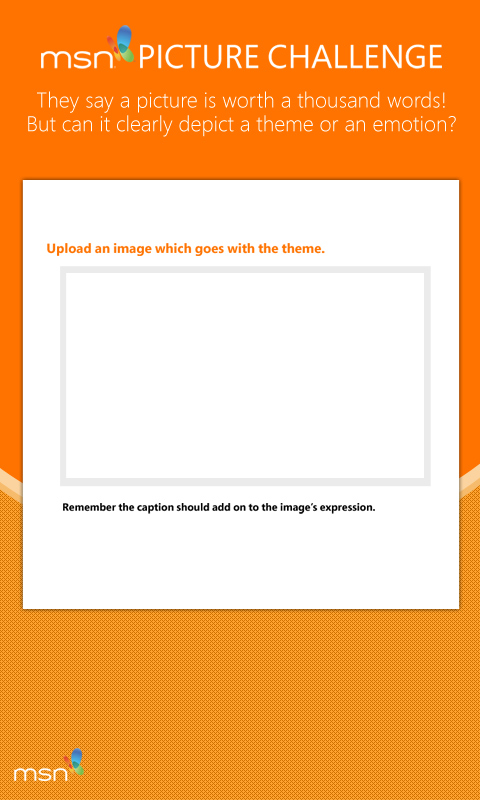 msn PICTURE CHALLENGE
They say a picture is worth a thousand words!
But can it clearly depict a theme or an emotion?
Upload an image which goes with the theme.
Remember the caption should add on to the image's expression.
msn